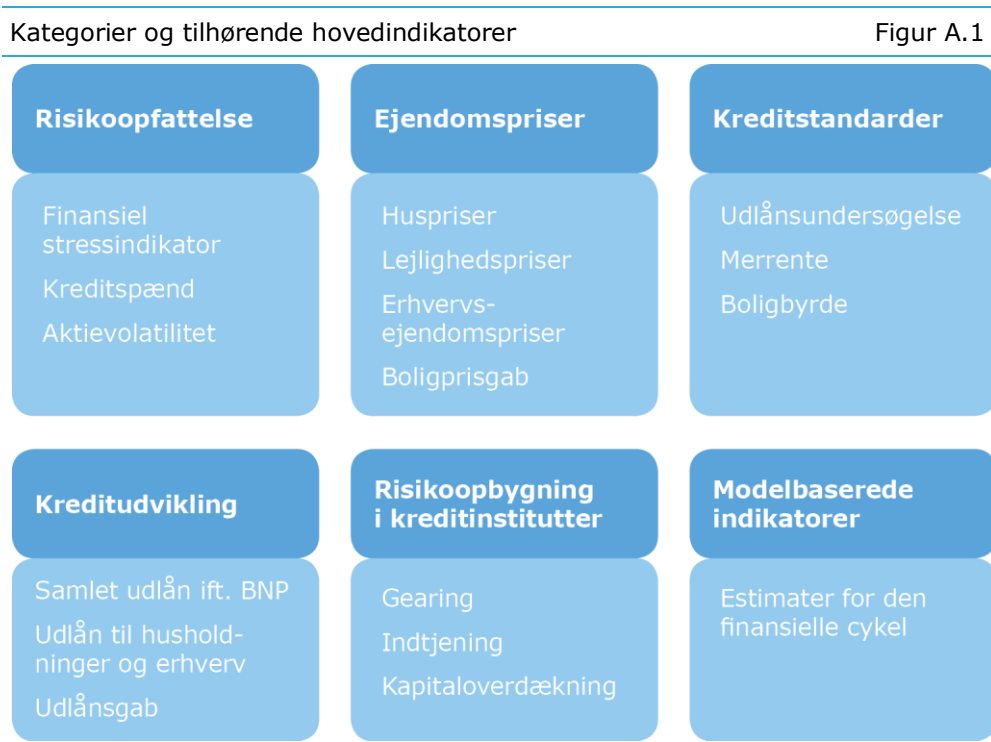 Kategorier og tilhørende hovedindikatorer Figur A.1
Risikoopfattelse
Finansiel
stressindikator
Kreditspænd
Aktievolatilitet
Ejendomspriser
Huspriser
Lejlighedspriser
Erhvervs-
ejendomspriser
Boligprisgab
Kreditstandarder
Udlånsundersøgelse
Merrente
Boligbyrde
Kreditudvikling
Samlet udlån ift. BNP
Udlån til hushold-
ninger og erhverv
Udlånsgab
Risikoopbygning
i kreditinstitutter
Gearing
Indtjening
Kapitaloverdækning
Modelbaserede
indikatorer
Estimater for den
finansielle cykel